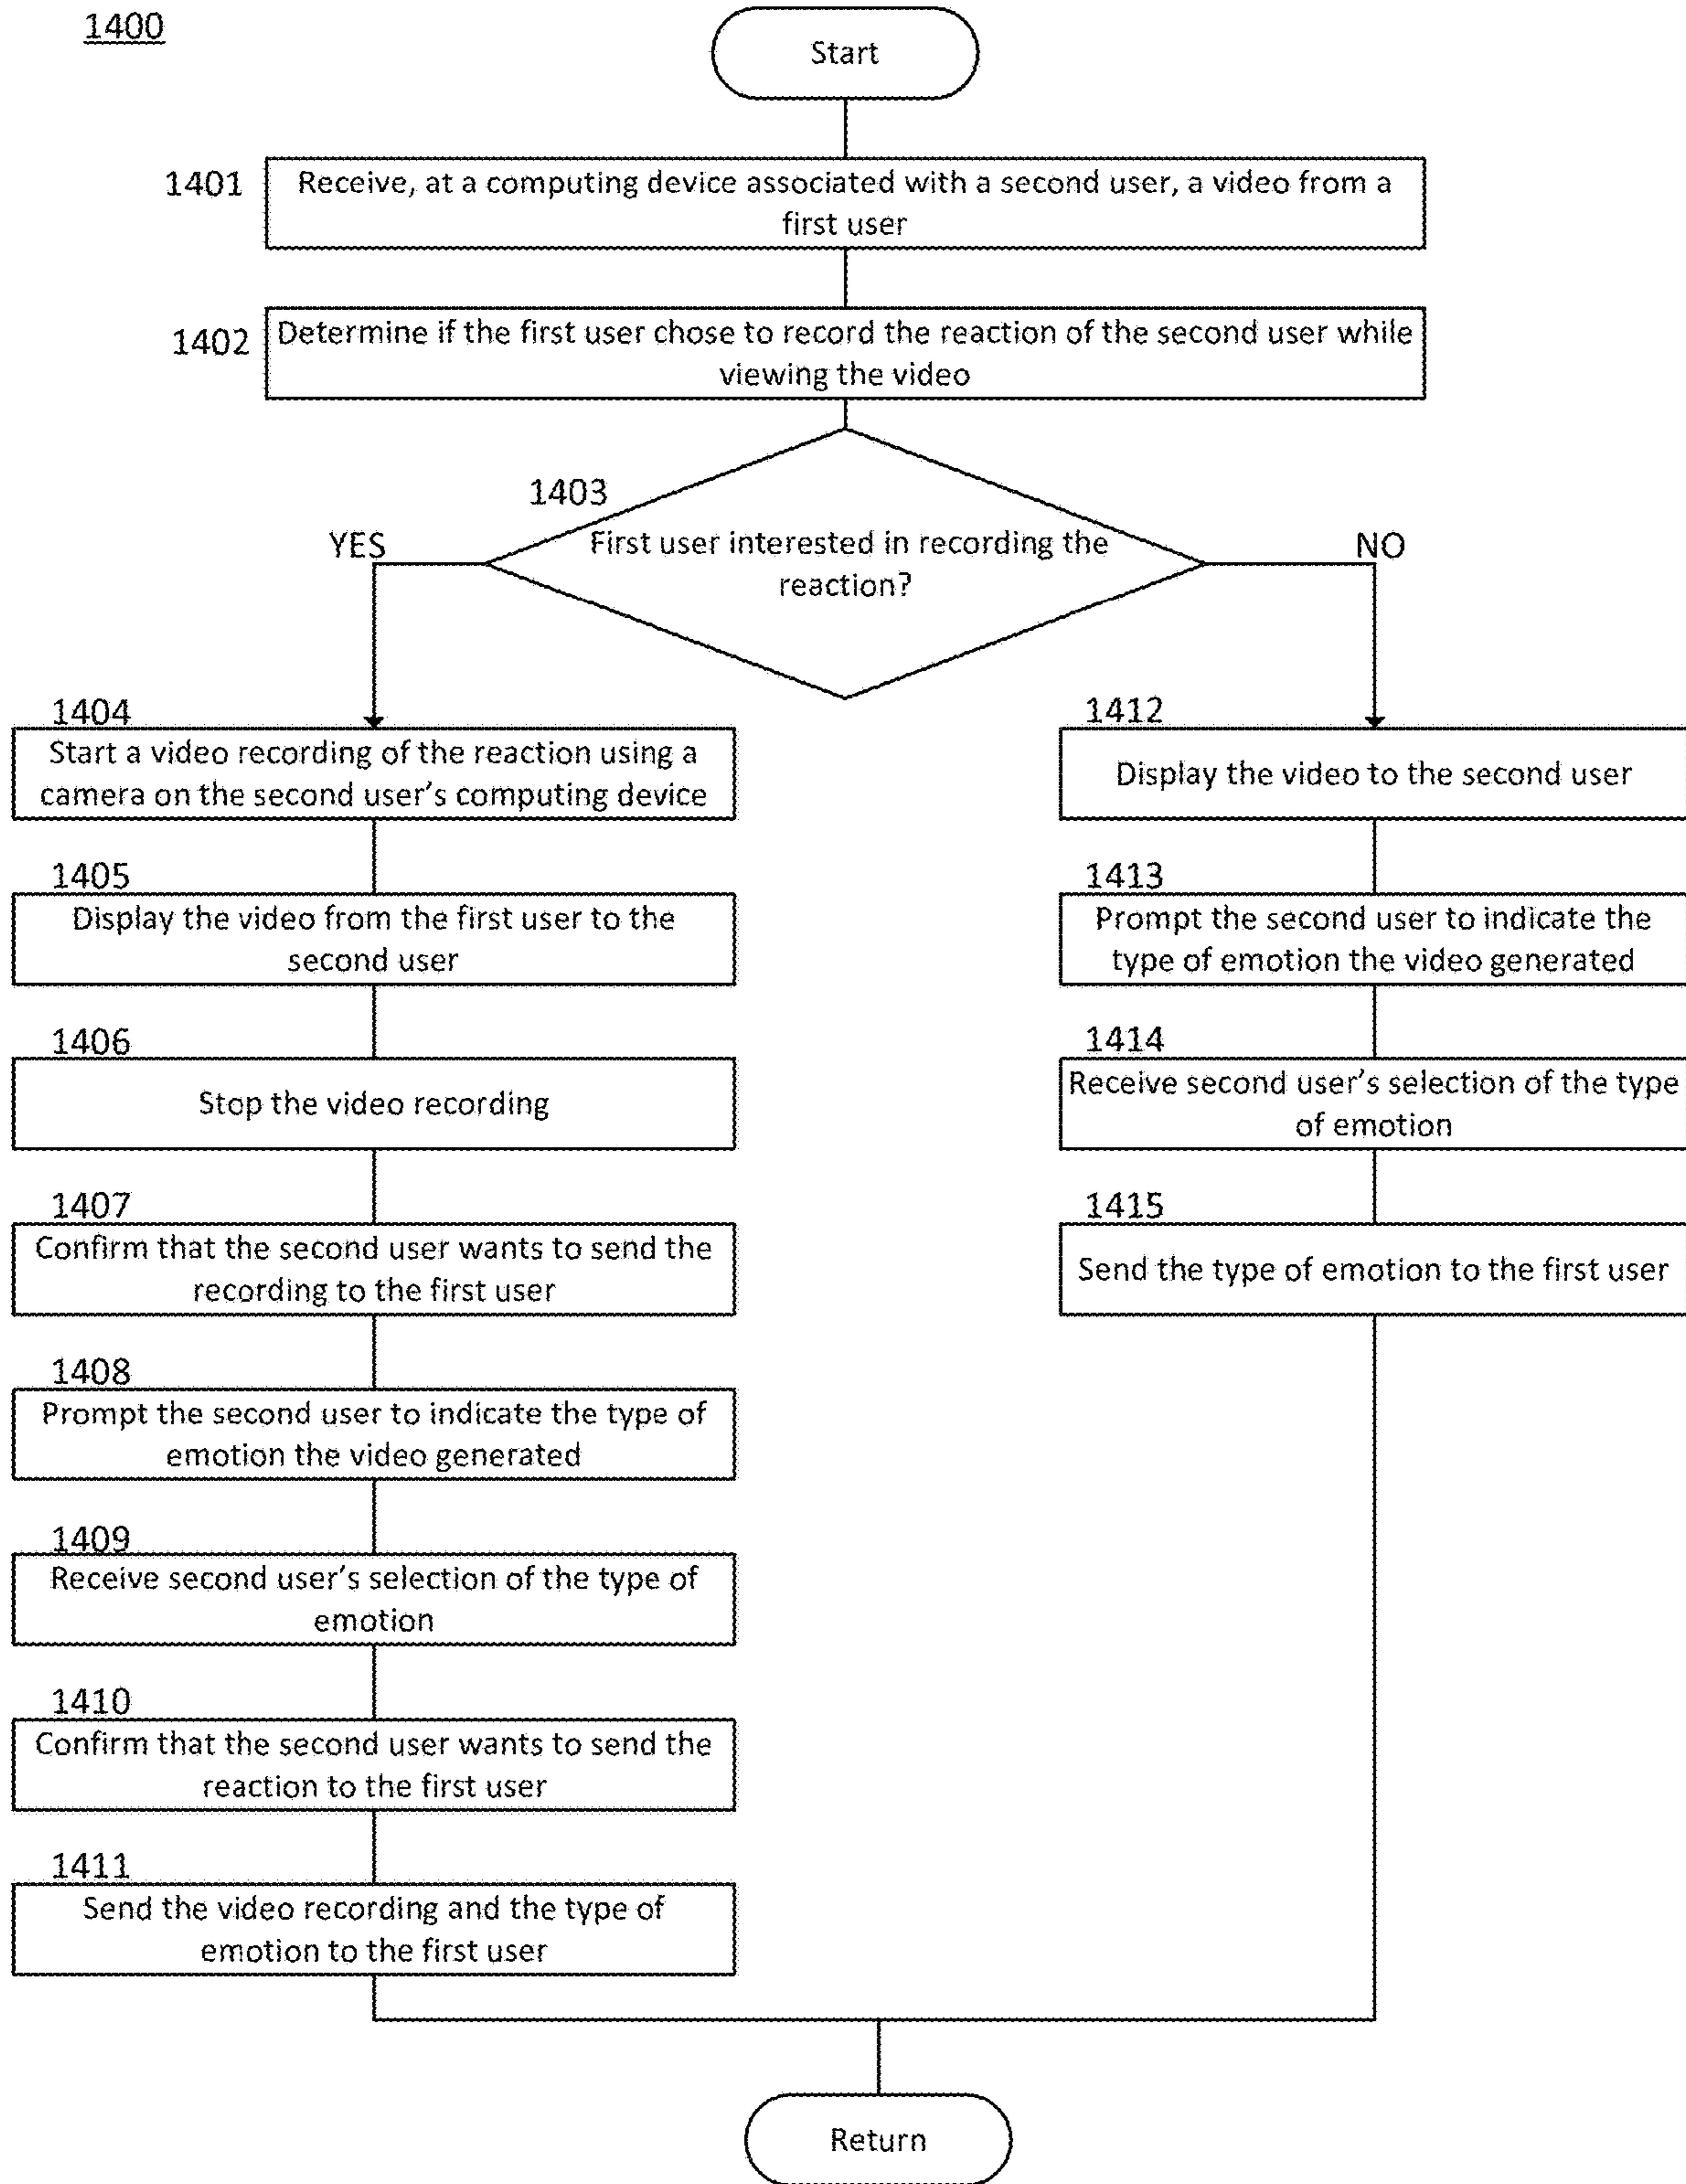 1400
Start
1401
Receive, at a computing device associated with a second user, a video from a
first user
1402
Determine if the first user chose to record the reaction of the second user while
viewing the video
1403
First user interested in recording the
reaction?
YES
NO
1404
Start a video recording of the reaction using a
camera on the second user's computing device
1405
Display the video from the first user to the
second user
1406
Stop the video recording
1407
Confirm that the second user wants to send the
recording to the first user
1408
Prompt the second user to indicate the type of
emotion the video generated
1409
Receive second user's selection of the type of
emotion
1410
Confirm that the second user wants to send the
reaction to the first user
1411
Send the video recording and the type of
emotion to the first user
1412
Display the video to the second user
1413
Prompt the second user to indicate the
type of emotion the video generated
1414
Receive second user's selection of the type
of emotion
1415
Send the type of emotion to the first user
Return